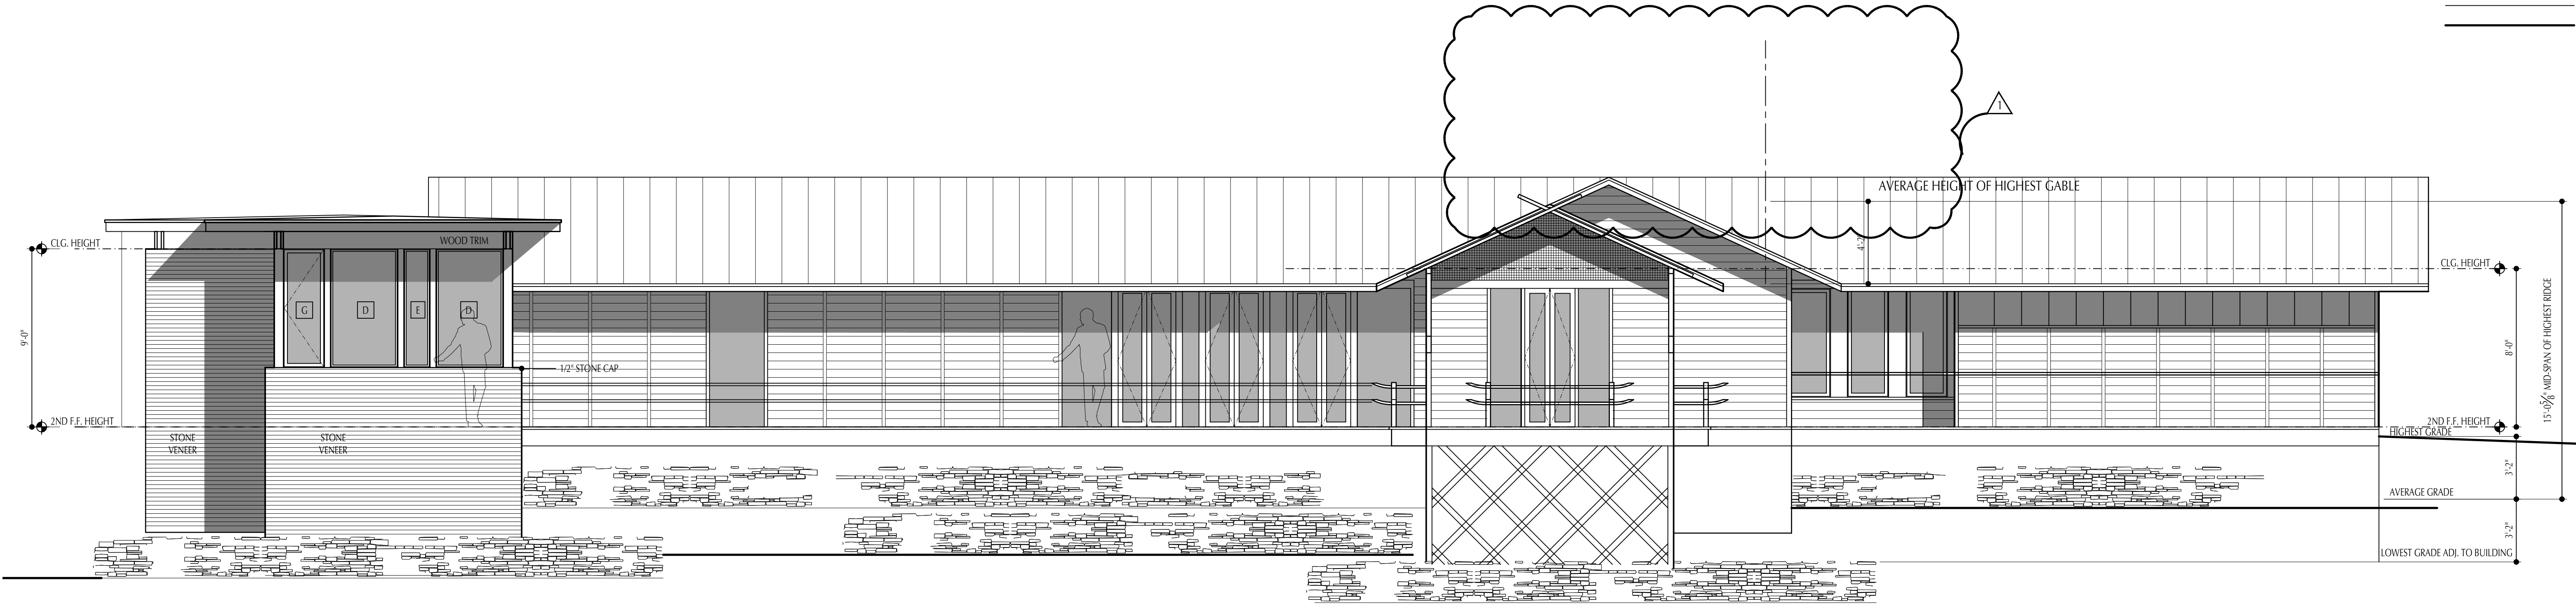 1
AVERAGE HEIGHT OF HIGHEST GABLE
CLG. HEIGHT
WOOD TRIM
4'-2"
CLG. HEIGHT
G
D
E
D
9'-0"
8'-0"
15'-0 5/8" MID-SPAN OF HIGHEST RIDGE
1/2" STONE CAP
2ND F.F. HEIGHT
2ND F.F. HEIGHT
HIGHEST GRADE
STONE
VENEER
STONE
VENEER
3'-2"
AVERAGE GRADE
3'-2"
LOWEST GRADE ADJ. TO BUILDING